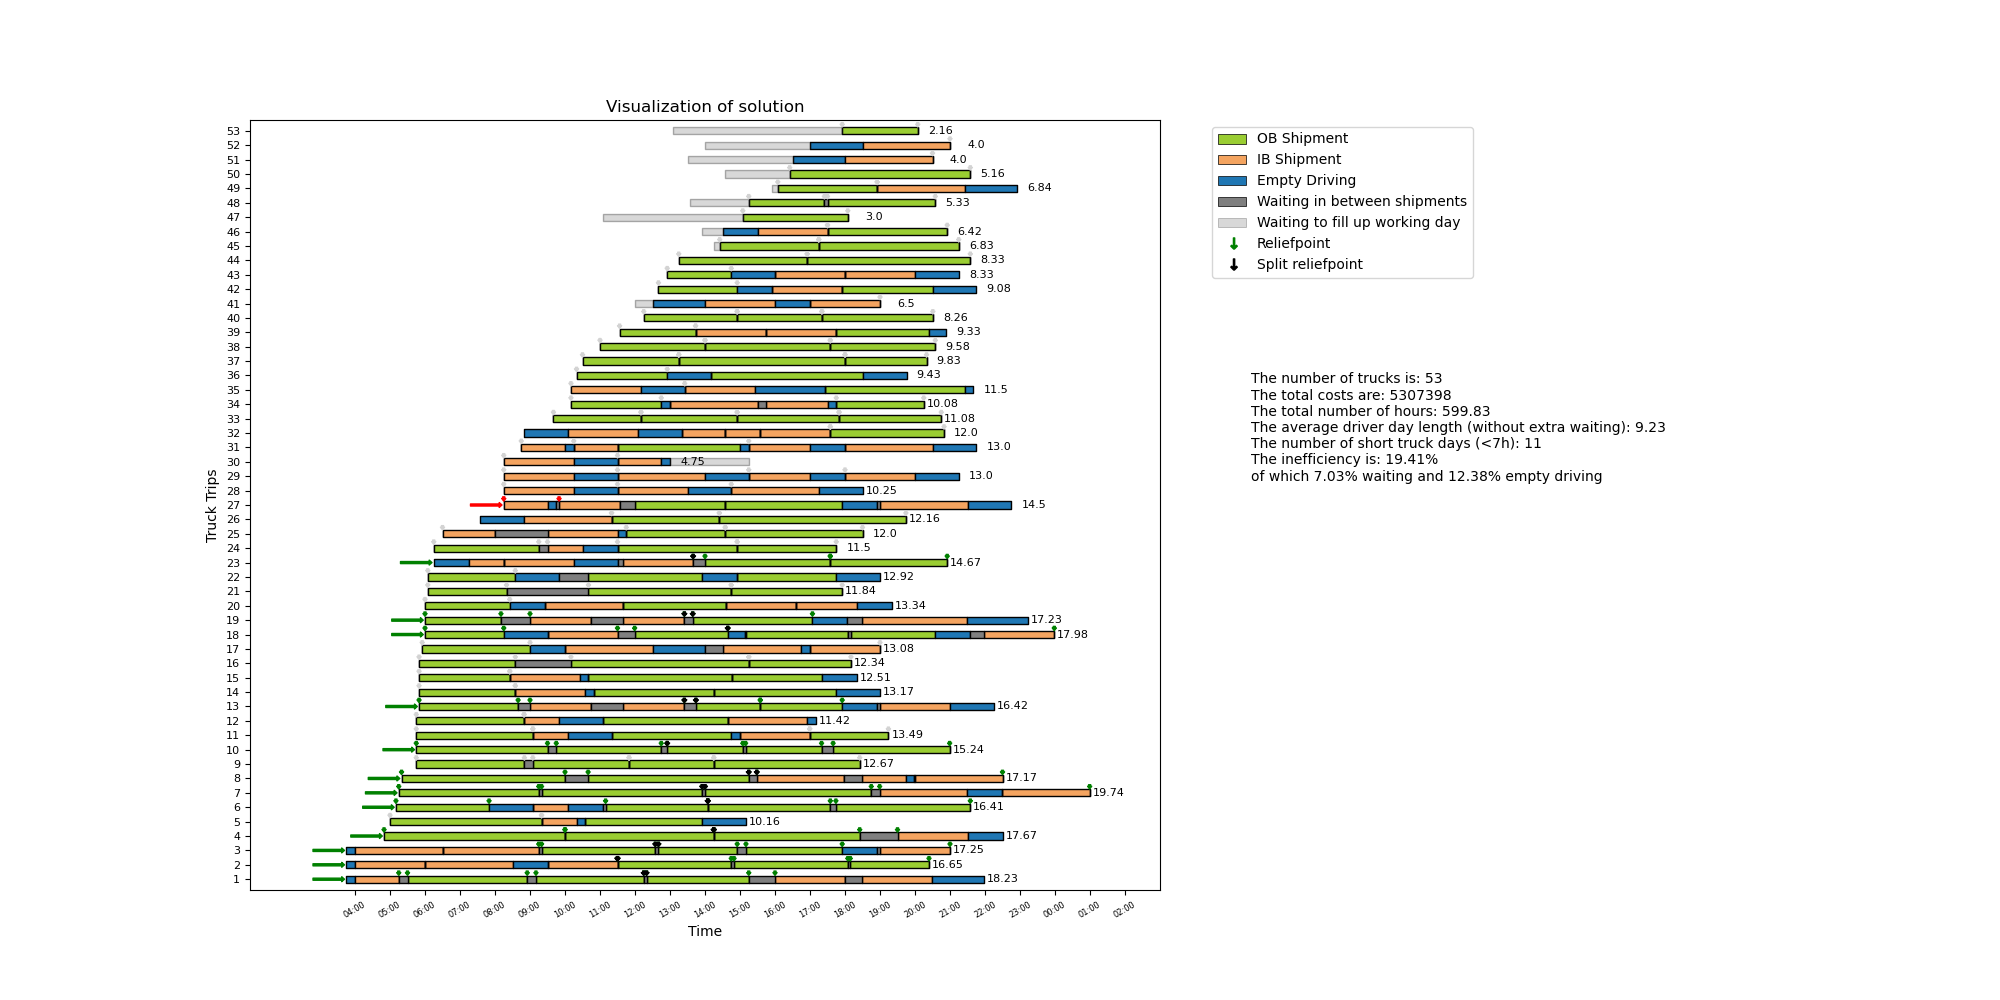 Visualization of solution
53 2.16
52 4.0
51 4.0
50 5.16
49 6.84
48 5.33
47 3.0
46 6.42
45 6.83
44 8.33
43 8.33
42 9.08
41 6.5
40 8.26
39 9.33
38 9.58
37 9.83
36 9.43
35 11.5
34 10.08
33 11.08
32 12.0
31 13.0
30 4.75
29 13.0
28 10.25
27 14.5
26 12.16
25 12.0
24 11.5
23 14.67
22 12.92
21 11.84
20 13.34
19 17.23
18 17.98
17 13.08
16 12.34
15 12.51
14 13.17
13 16.42
12 11.42
11 13.49
10 15.24
9 12.67
8 17.17
7 19.74
6 16.41
5 10.16
4 17.67
3 17.25
2 16.65
1 18.23
Truck Trips
04:00 05:00 06:00 07:00 08:00 09:00 10:00 11:00 12:00 13:00 14:00 15:00 16:00 17:00 18:00 19:00 20:00 21:00 22:00 23:00 00:00 01:00 02:00
Time
OB Shipment
IB Shipment
Empty Driving
Waiting in between shipments
Waiting to fill up working day
Reliefpoint
Split reliefpoint
The number of trucks is: 53
The total costs are: 5307398
The total number of hours: 599.83
The average driver day length (without extra waiting): 9.23
The number of short truck days (<7h): 11
The inefficiency is: 19.41%
of which 7.03% waiting and 12.38% empty driving